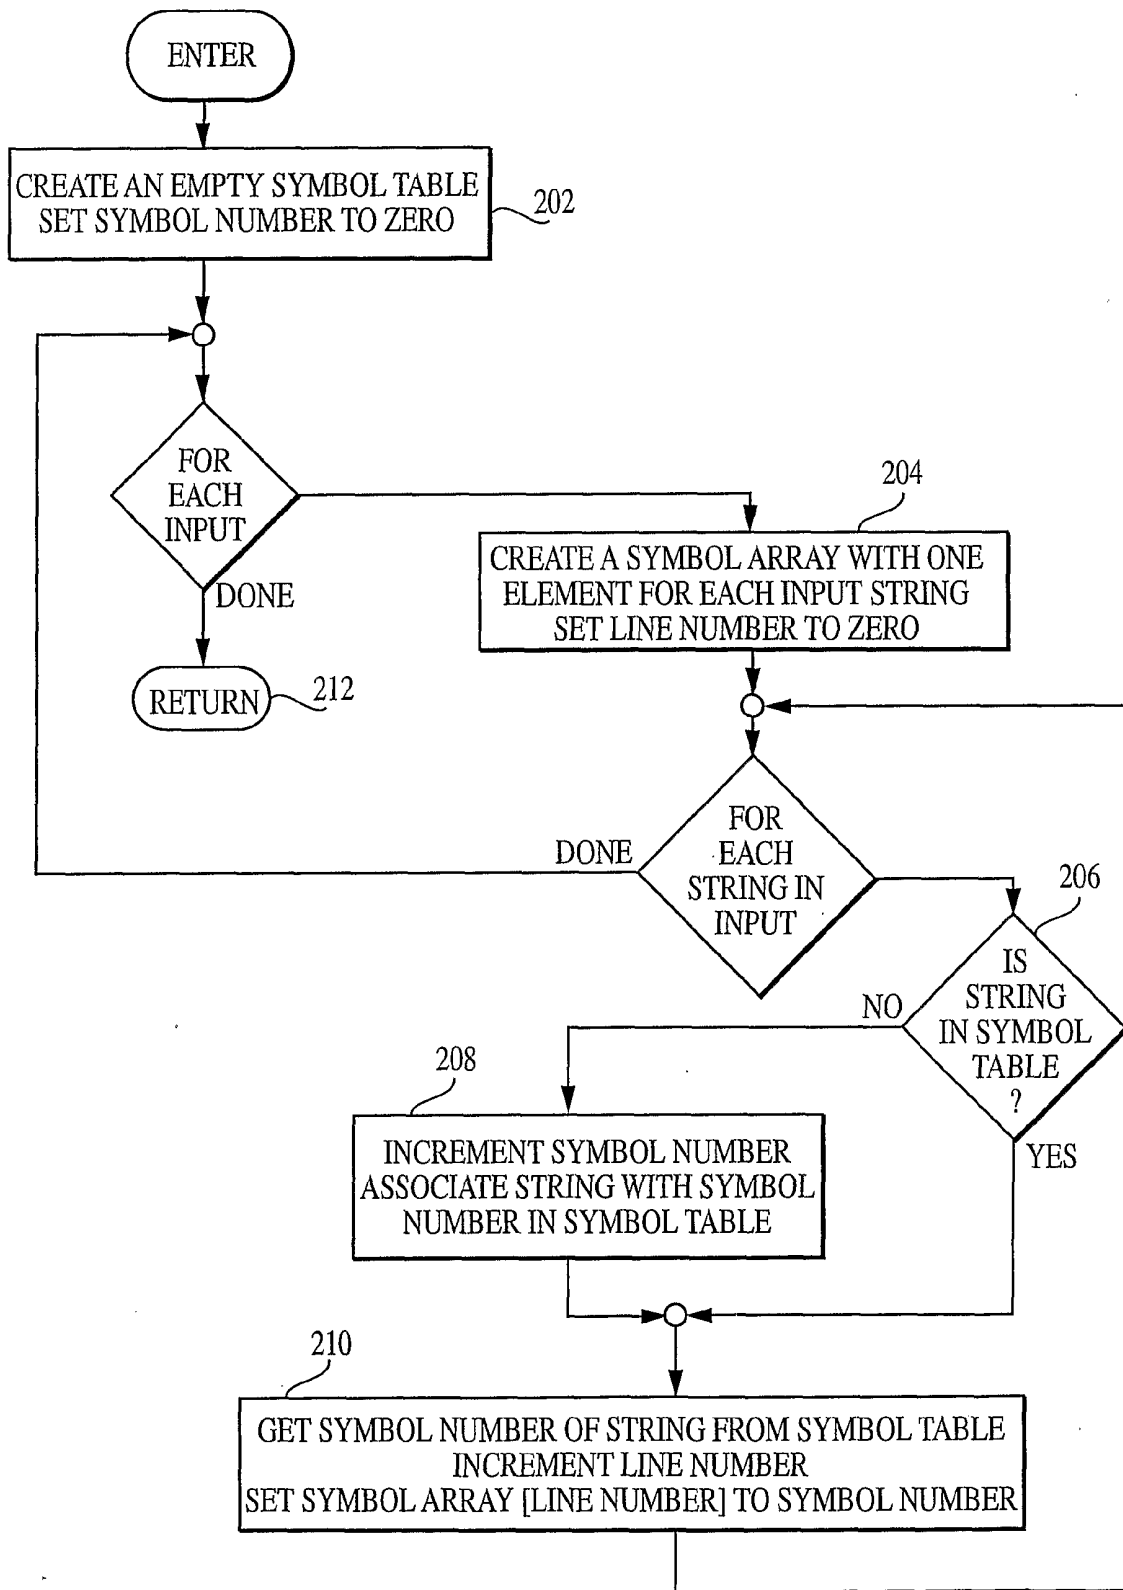 ENTER
CREATE AN EMPTY SYMBOL TABLE
SET SYMBOL NUMBER TO ZERO
202
FOR
EACH
INPUT
DONE
RETURN
212
204
CREATE A SYMBOL ARRAY WITH ONE
ELEMENT FOR EACH INPUT STRING
SET LINE NUMBER TO ZERO
FOR
EACH
STRING IN
INPUT
DONE
206
IS
STRING
IN SYMBOL
TABLE
?
NO
YES
208
INCREMENT SYMBOL NUMBER
ASSOCIATE STRING WITH SYMBOL
NUMBER IN SYMBOL TABLE
210
GET SYMBOL NUMBER OF STRING FROM SYMBOL TABLE
INCREMENT LINE NUMBER
SET SYMBOL ARRAY [LINE NUMBER] TO SYMBOL NUMBER